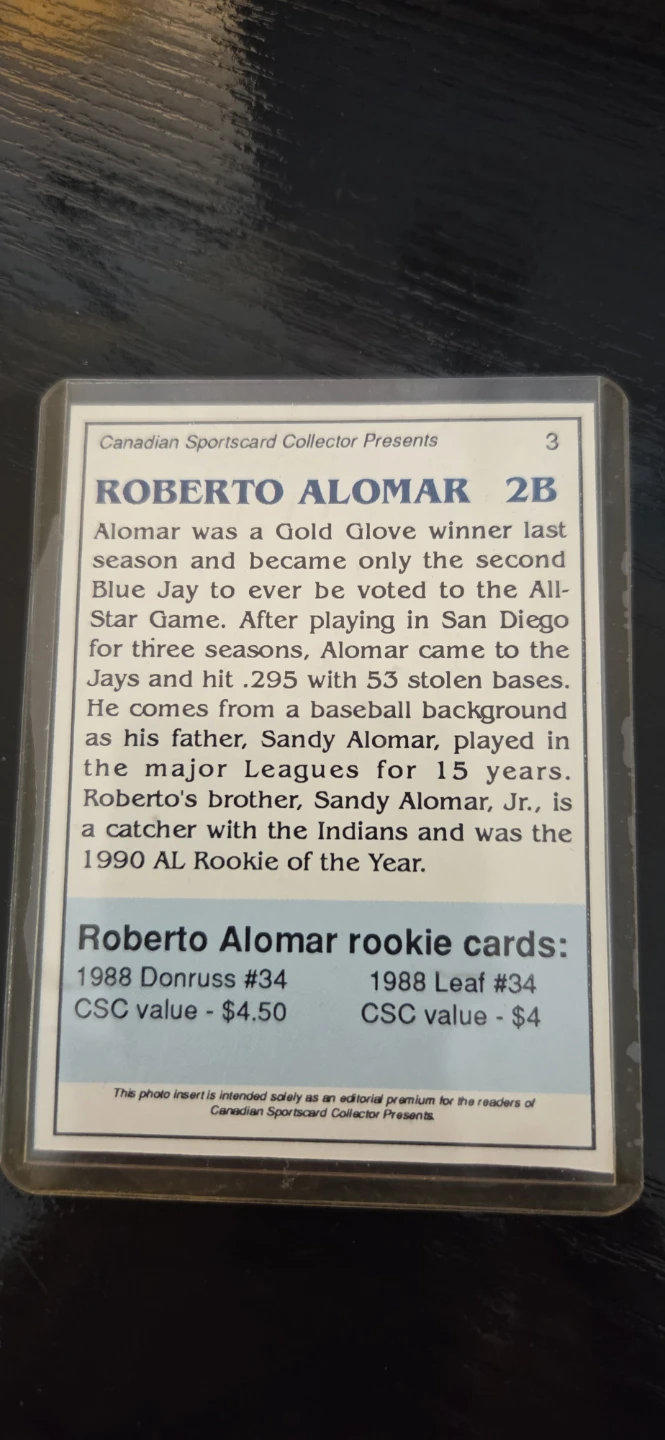 Canadian Sportscard Collector Presents 3
ROBERTO ALOMAR 2B
Alomar was a Gold Glove winner last
season and became only the second
Blue Jay to ever be voted to the All-
Star Game. After playing in San Diego
for three seasons, Alomar came to the
Jays and hit .295 with 53 stolen bases.
He comes from a baseball background
as his father, Sandy Alomar, played in
the major Leagues for 15 years.
Roberto's brother, Sandy Alomar, Jr., is
a catcher with the Indians and was the
1990 AL Rookie of the Year.
Roberto Alomar rookie cards:
1988 Donruss #34 1988 Leaf #34
CSC value - $4.50 CSC value - $4
This photo insert is intended solely as an editorial premium for the readers of
Canadian Sportscard Collector Presents.